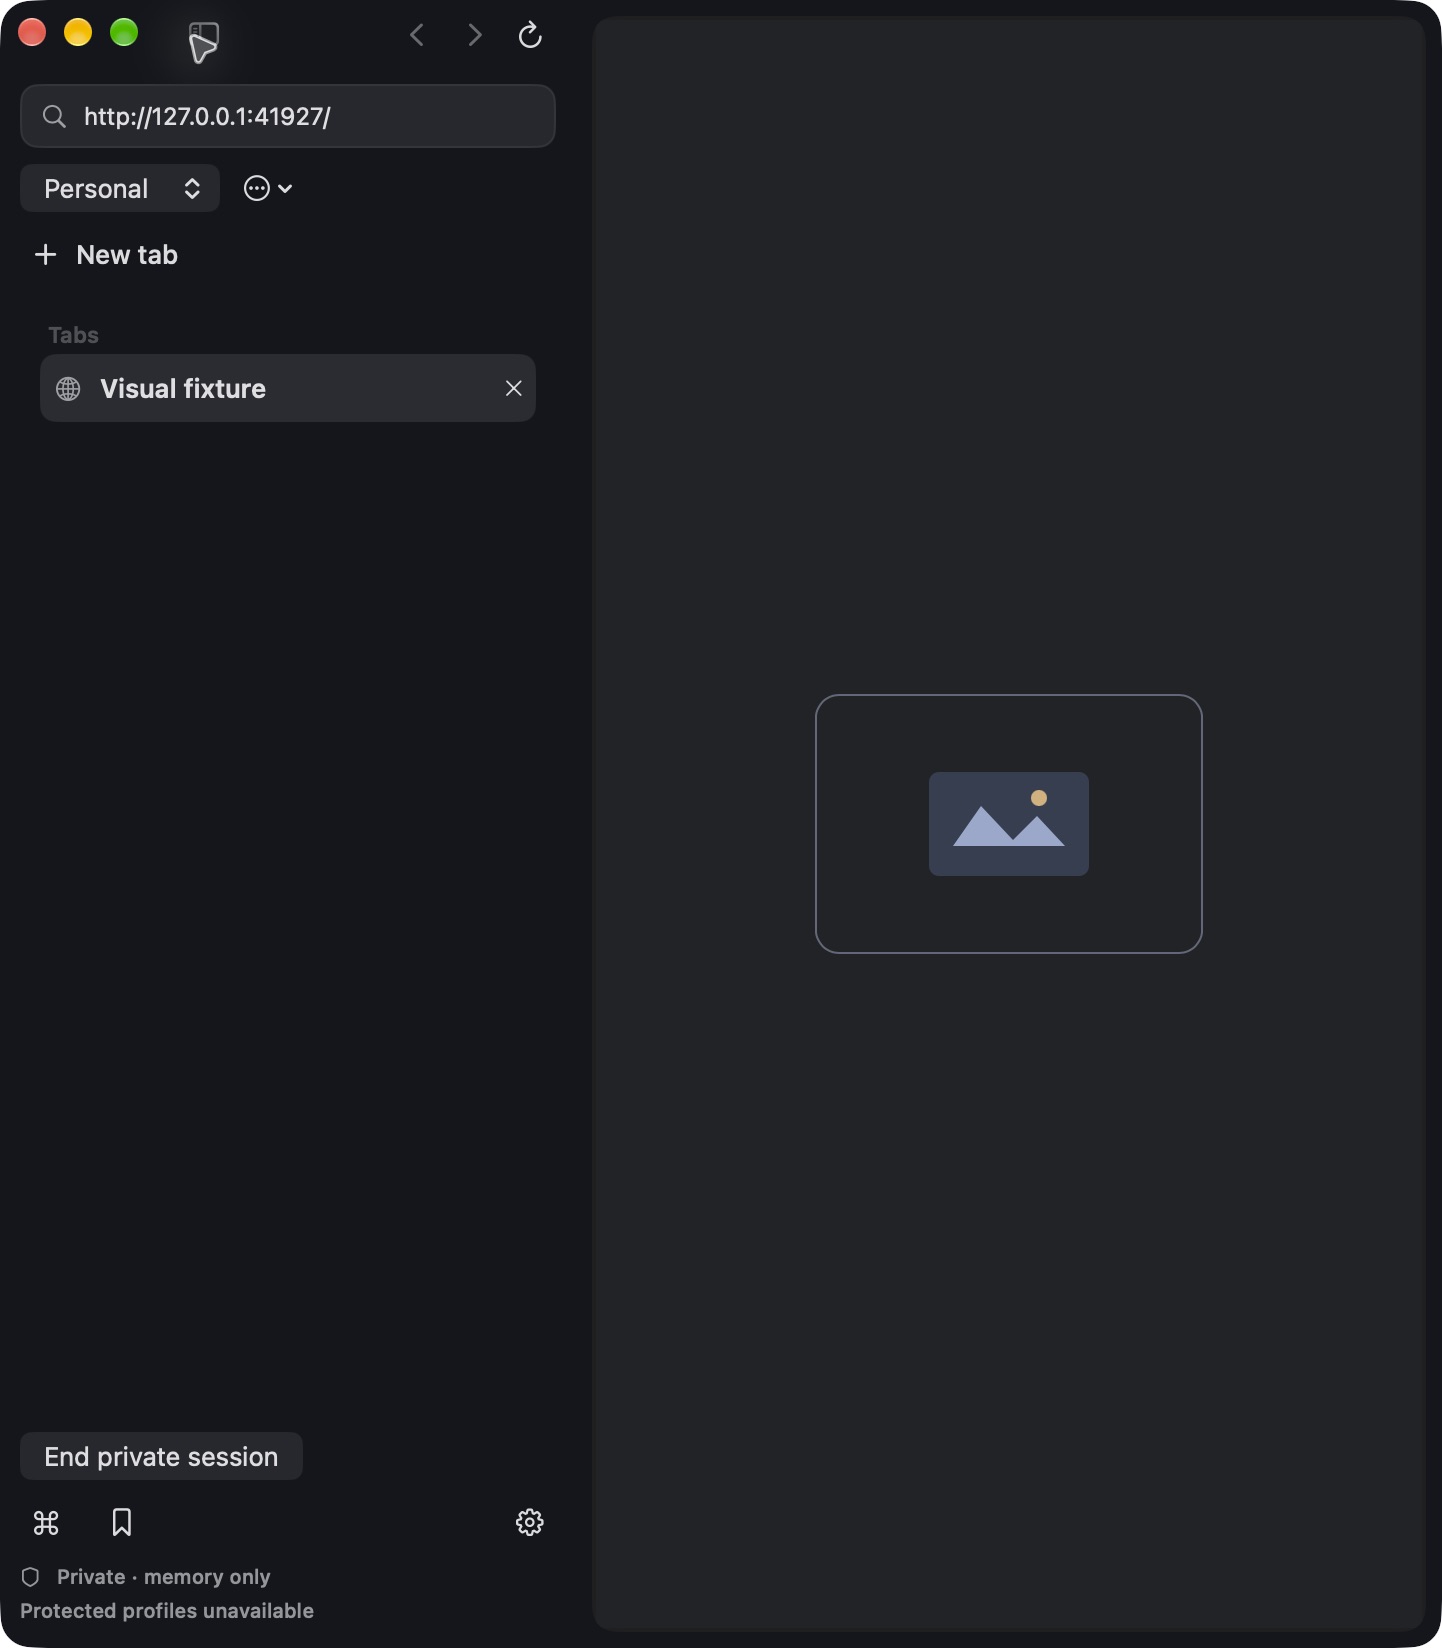 http://127.0.0.1:41927/
Personal
New tab
Tabs
Visual fixture
End private session
Private · memory only
Protected profiles unavailable